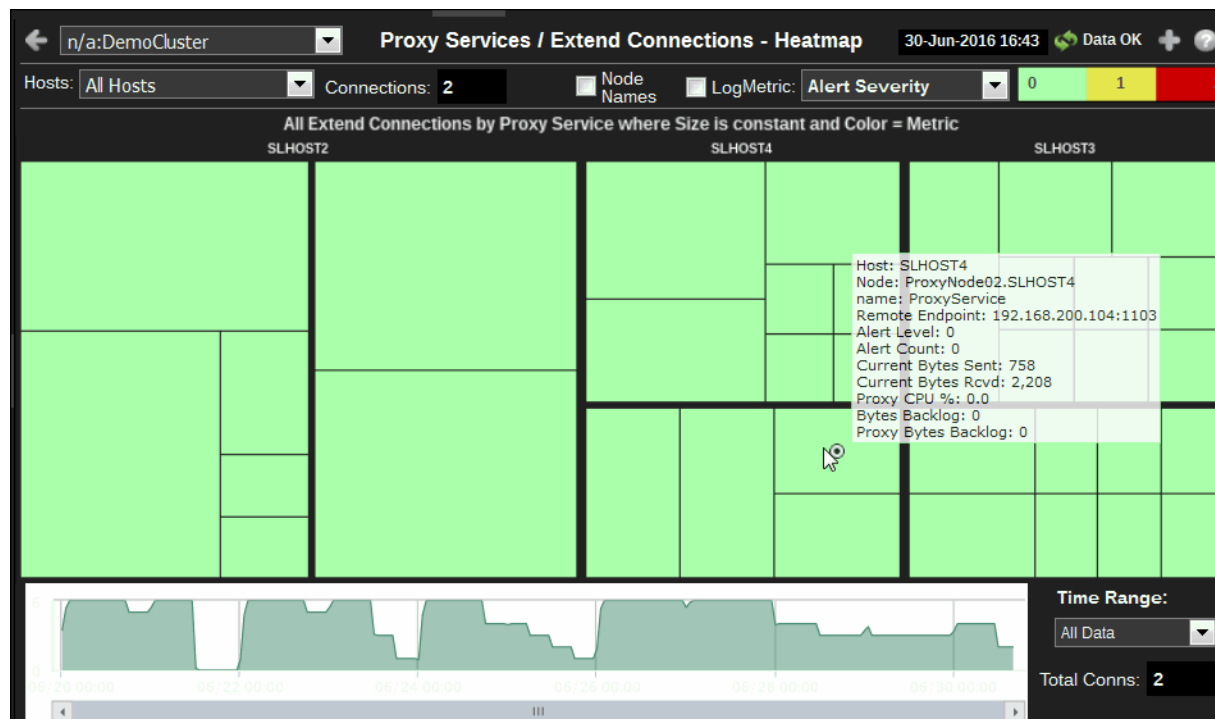 n/a:DemoCluster Proxy Services / Extend Connections - Heatmap 30-Jun-2016 16:43 Data OK
Hosts: All Hosts Connections: 2 Node Names Log Metric: Alert Severity 0 1
All Extend Connections by Proxy Service where Size is constant and Color = Metric
SLHOST2 SLHOST4 SLHOST3
Host: SLHOST4
Node: ProxyNode02.SLHOST4
name: ProxyService
Remote Endpoint: 192.168.200.104:1103
Alert Level: 0
Alert Count: 0
Current Bytes Sent: 758
Current Bytes Rcvd: 2,208
Proxy CPU %: 0.0
Bytes Backlog: 0
Proxy Bytes Backlog: 0
Time Range:
6
All Data
0
06/20 00:00 06/22 00:00 06/24 00:00 06/26 00:00 06/28 00:00 06/30 00:00
Total Conns: 2